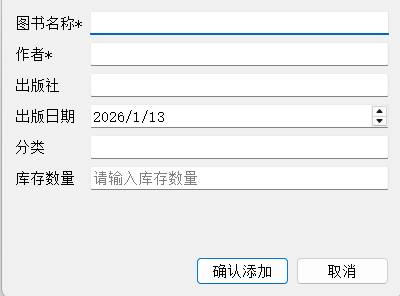 图书名称*
作者*
出版社
出版日期 2026/1/13
分类
库存数量 请输入库存数量
确认添加 取消